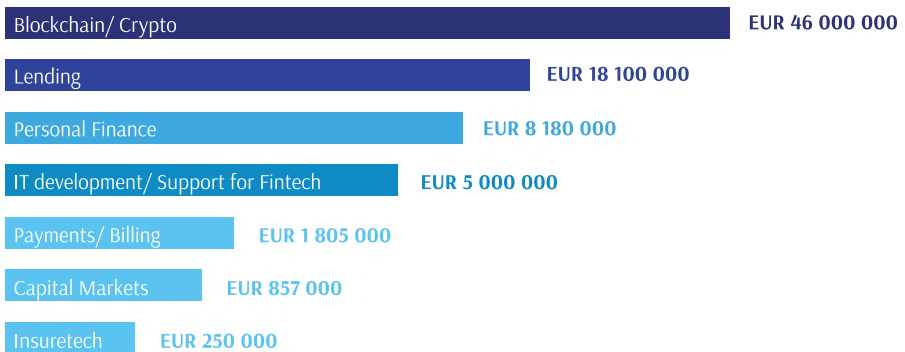 Blockchain/ Crypto EUR 46 000 000
Lending EUR 18 100 000
Personal Finance EUR 8 180 000
IT development/ Support for Fintech EUR 5 000 000
Payments/ Billing EUR 1 805 000
Capital Markets EUR 857 000
Insuretech EUR 250 000